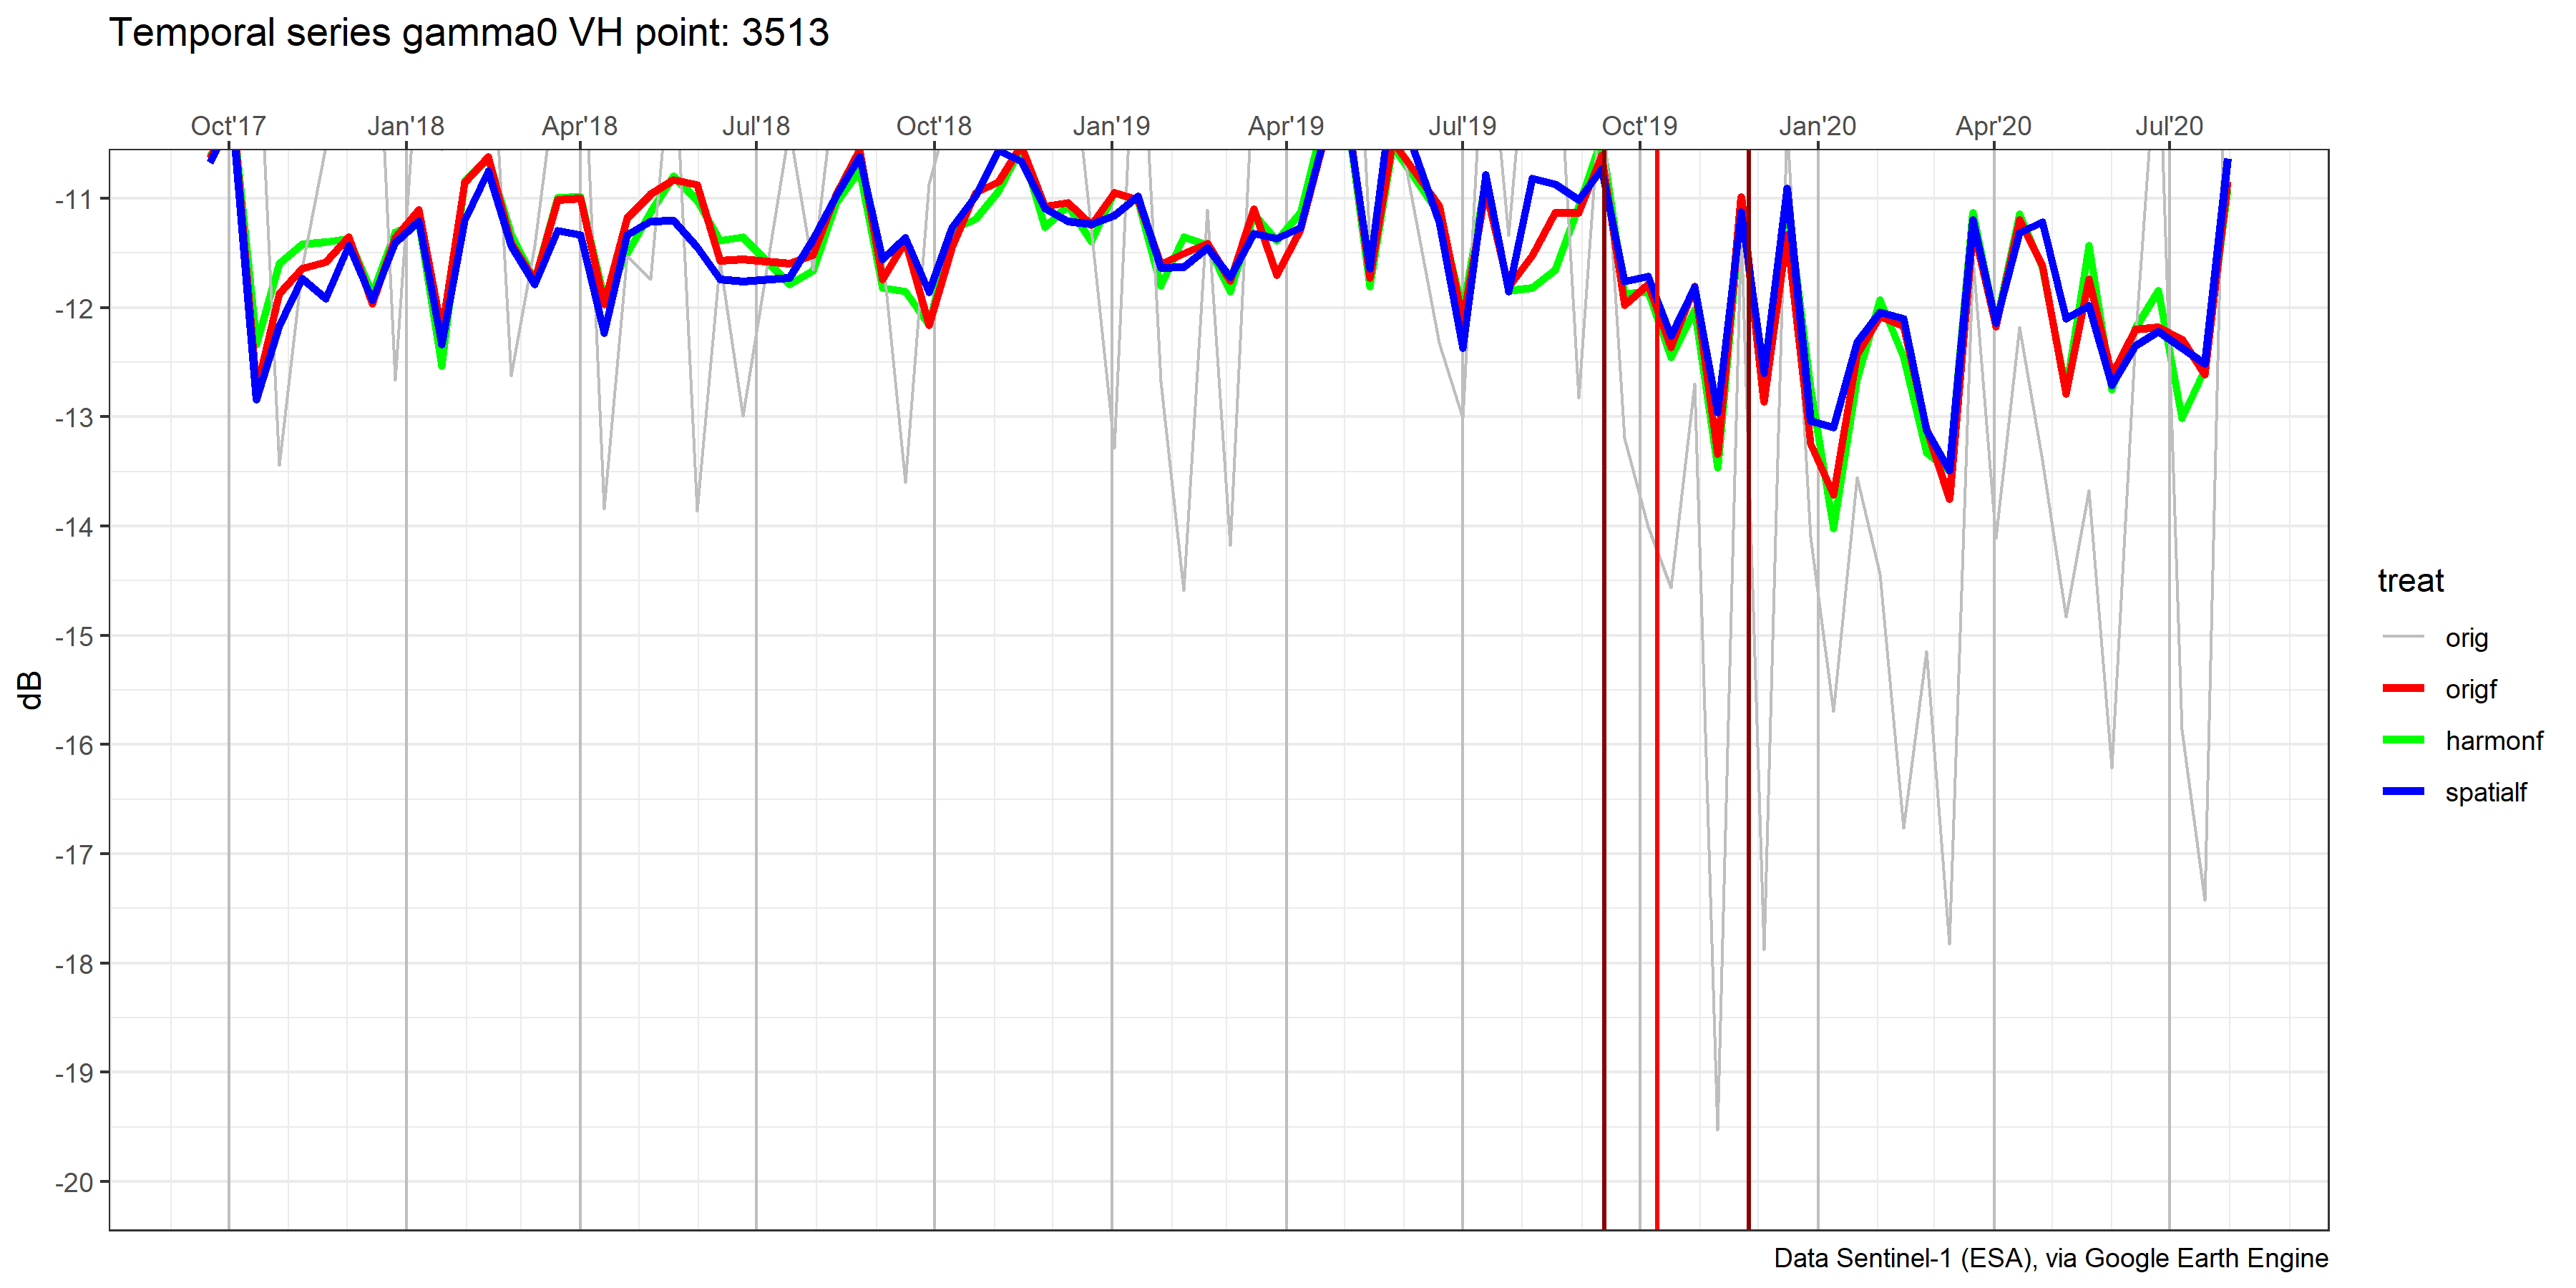 Temporal series gamma0 VH point: 3513
Oct'17 Jan'18 Apr'18 Jul'18 Oct'18 Jan'19 Apr'19 Jul'19 Oct'19 Jan'20 Apr'20 Jul'20
-11
-12
-13
-14
-15
-16
-17
-18
-19
-20
dB
treat
orig
origf
harmonf
spatialf
Data Sentinel-1 (ESA), via Google Earth Engine